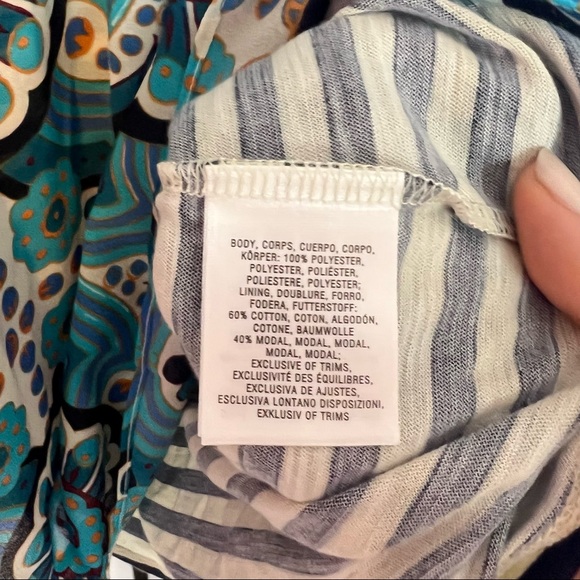 BODY, CORPS, CUERPO, CORPO,
KÖRPER: 100% POLYESTER,
POLYESTER, POLIÉSTER,
POLIESTERE, POLYESTER;
LINING, DOUBLURE, FORRO,
FODERA, FUTTERSTOFF:
60% COTTON, COTON, ALGODÓN,
COTONE, BAUMWOLLE
40% MODAL, MODAL, MODAL,
MODAL, MODAL;
EXCLUSIVE OF TRIMS,
EXCLUSIVITÉ DES ÉQUILIBRES,
EXCLUSIVA DE AJUSTES,
ESCLUSIVA LONTANO DISPOSIZIONI,
EXKLUSIV OF TRIMS